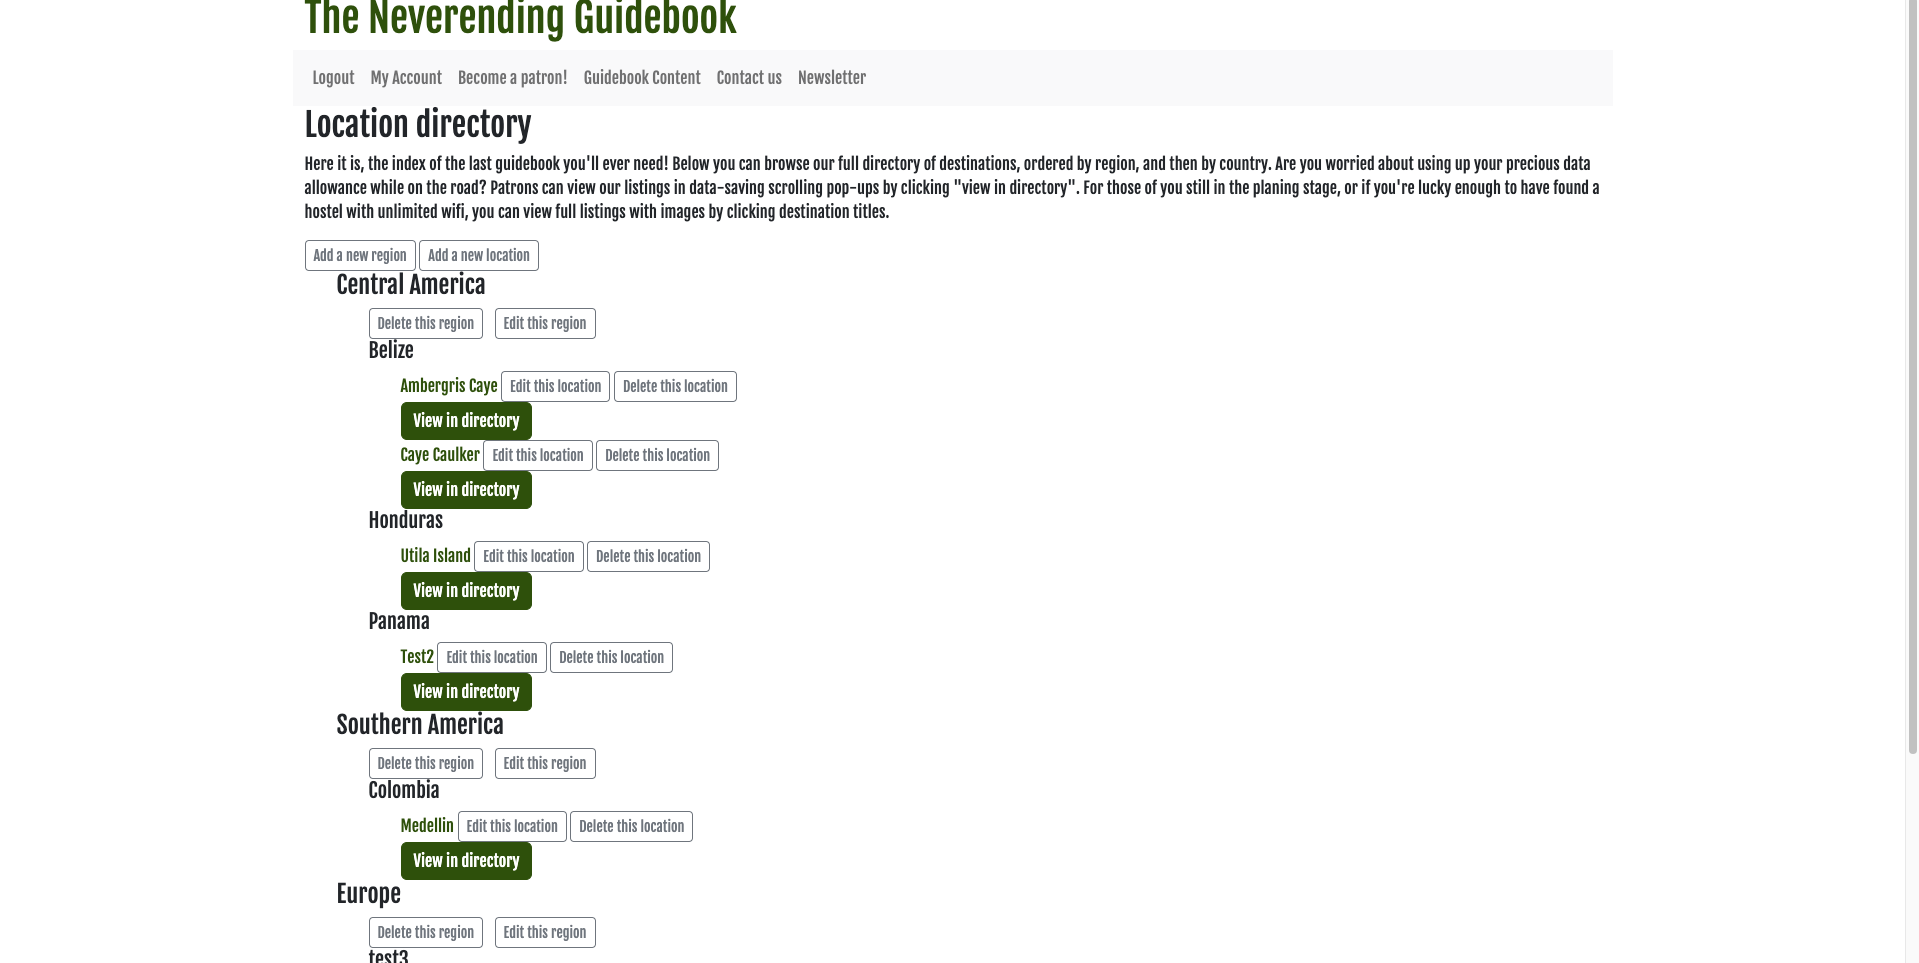 The Neverending Guidebook
Logout My Account Become a patron! Guidebook Content Contact us Newsletter
Location directory
Here it is, the index of the last guidebook you'll ever need! Below you can browse our full directory of destinations, ordered by region, and then by country. Are you worried about using up your precious data
allowance while on the road? Patrons can view our listings in data-saving scrolling pop-ups by clicking "view in directory". For those of you still in the planing stage, or if you're lucky enough to have found a
hostel with unlimited wifi, you can view full listings with images by clicking destination titles.
Add a new region Add a new location
Central America
Delete this region Edit this region
Belize
Ambergris Caye Edit this location Delete this location
View in directory
Caye Caulker Edit this location Delete this location
View in directory
Honduras
Utila Island Edit this location Delete this location
View in directory
Panama
Test2 Edit this location Delete this location
View in directory
Southern America
Delete this region Edit this region
Colombia
Medellin Edit this location Delete this location
View in directory
Europe
Delete this region Edit this region
test3